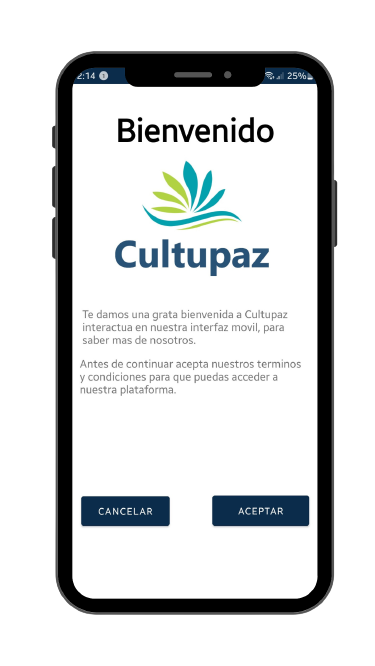 2:14
25%
Bienvenido
Cultupaz
Te damos una grata bienvenida a Cultupaz
interactua en nuestra interfaz movil, para
saber mas de nosotros.
Antes de continuar acepta nuestros terminos
y condiciones para que puedas acceder a
nuestra plataforma.
CANCELAR
ACEPTAR